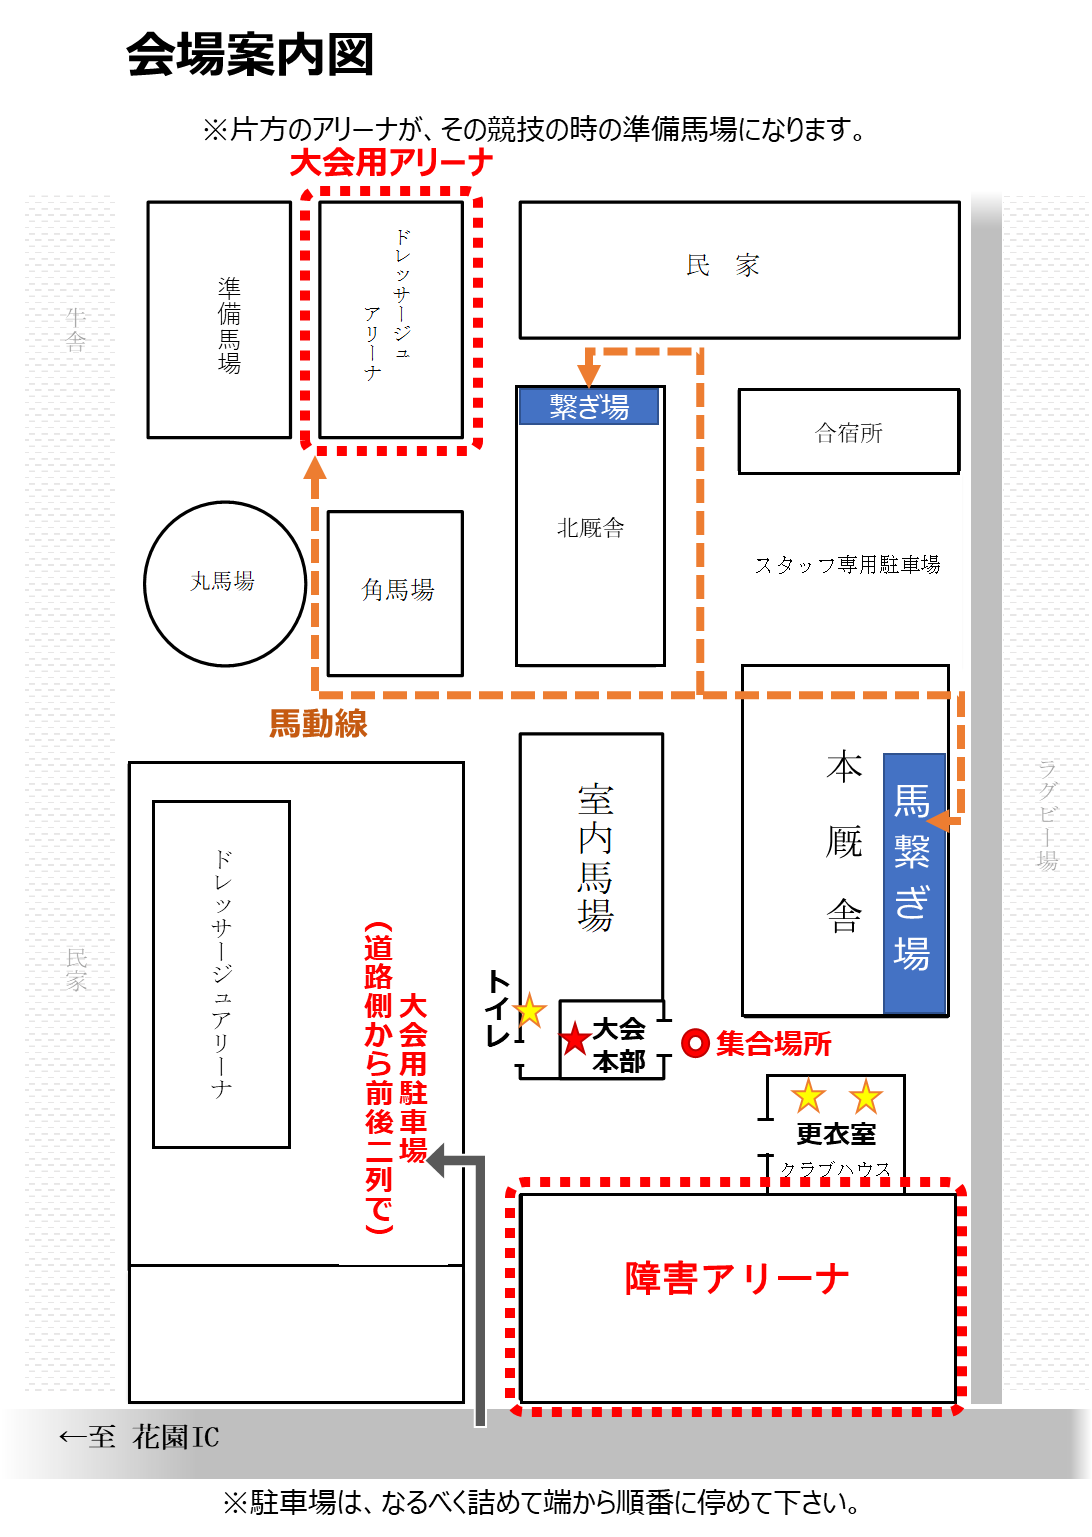 会場案内図
※片方のアリーナが、その競技の時の準備馬場になります。
大会用アリーナ
準備馬場
ドレッサージュ
アリーナ
民　家
牛舎
繋ぎ場
合宿所
北厩舎
スタッフ専用駐車場
丸馬場
角馬場
馬動線
本厩舎
馬繋ぎ場
ラグビー場
室内馬場
ドレッサージュアリーナ
民家
大会用駐車場
（道路側から前後二列で）
トイレ
大会
本部
集合場所
更衣室
クラブハウス
障害アリーナ
←至 花園IC
※駐車場は、なるべく詰めて端から順番に停めて下さい。